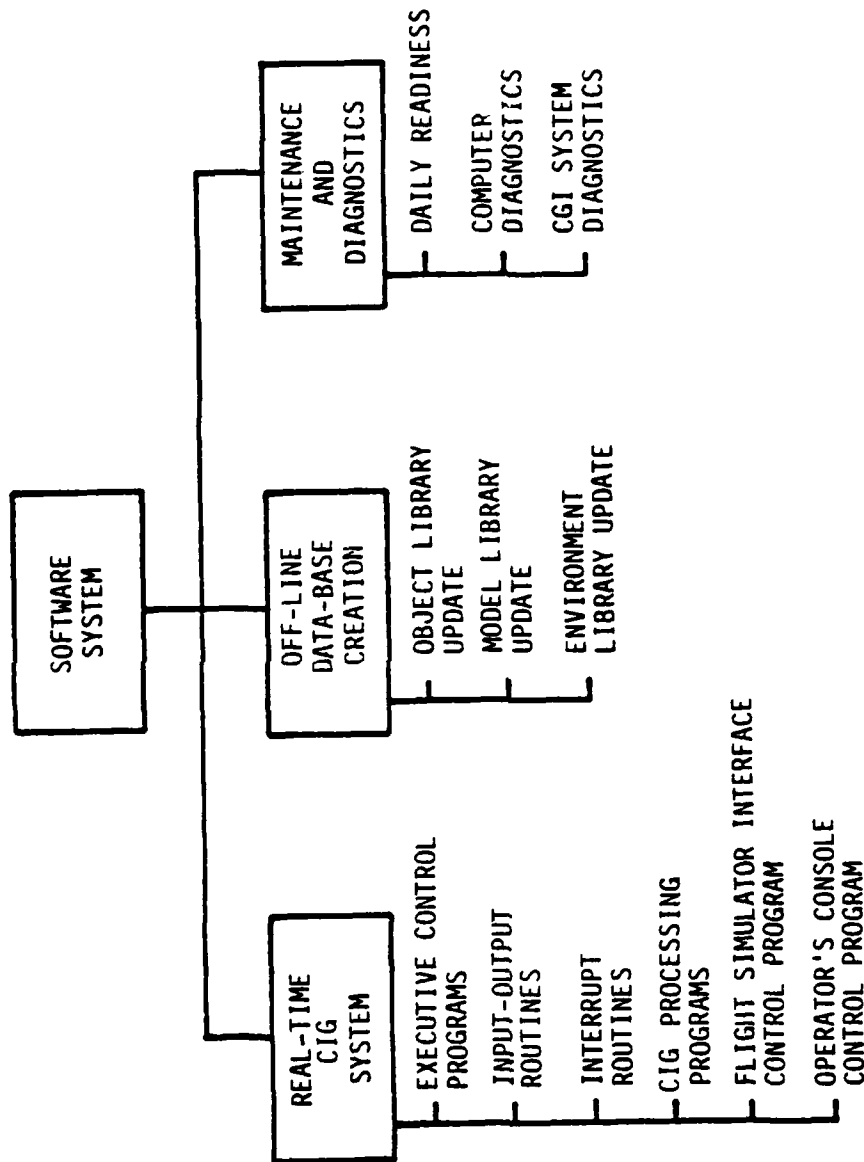 SOFTWARE
SYSTEM
REAL-TIME
CIG
SYSTEM
EXECUTIVE CONTROL
PROGRAMS
INPUT-OUTPUT
ROUTINES
INTERRUPT
ROUTINES
CIG PROCESSING
PROGRAMS
FLIGHT SIMULATOR INTERFACE
CONTROL PROGRAM
OPERATOR'S CONSOLE
CONTROL PROGRAM
OFF-LINE
DATA-BASE
CREATION
OBJECT LIBRARY
UPDATE
MODEL LIBRARY
UPDATE
ENVIRONMENT
LIBRARY UPDATE
MAINTENANCE
AND
DIAGNOSTICS
DAILY READINESS
COMPUTER
DIAGNOSTICS
CGI SYSTEM
DIAGNOSTICS